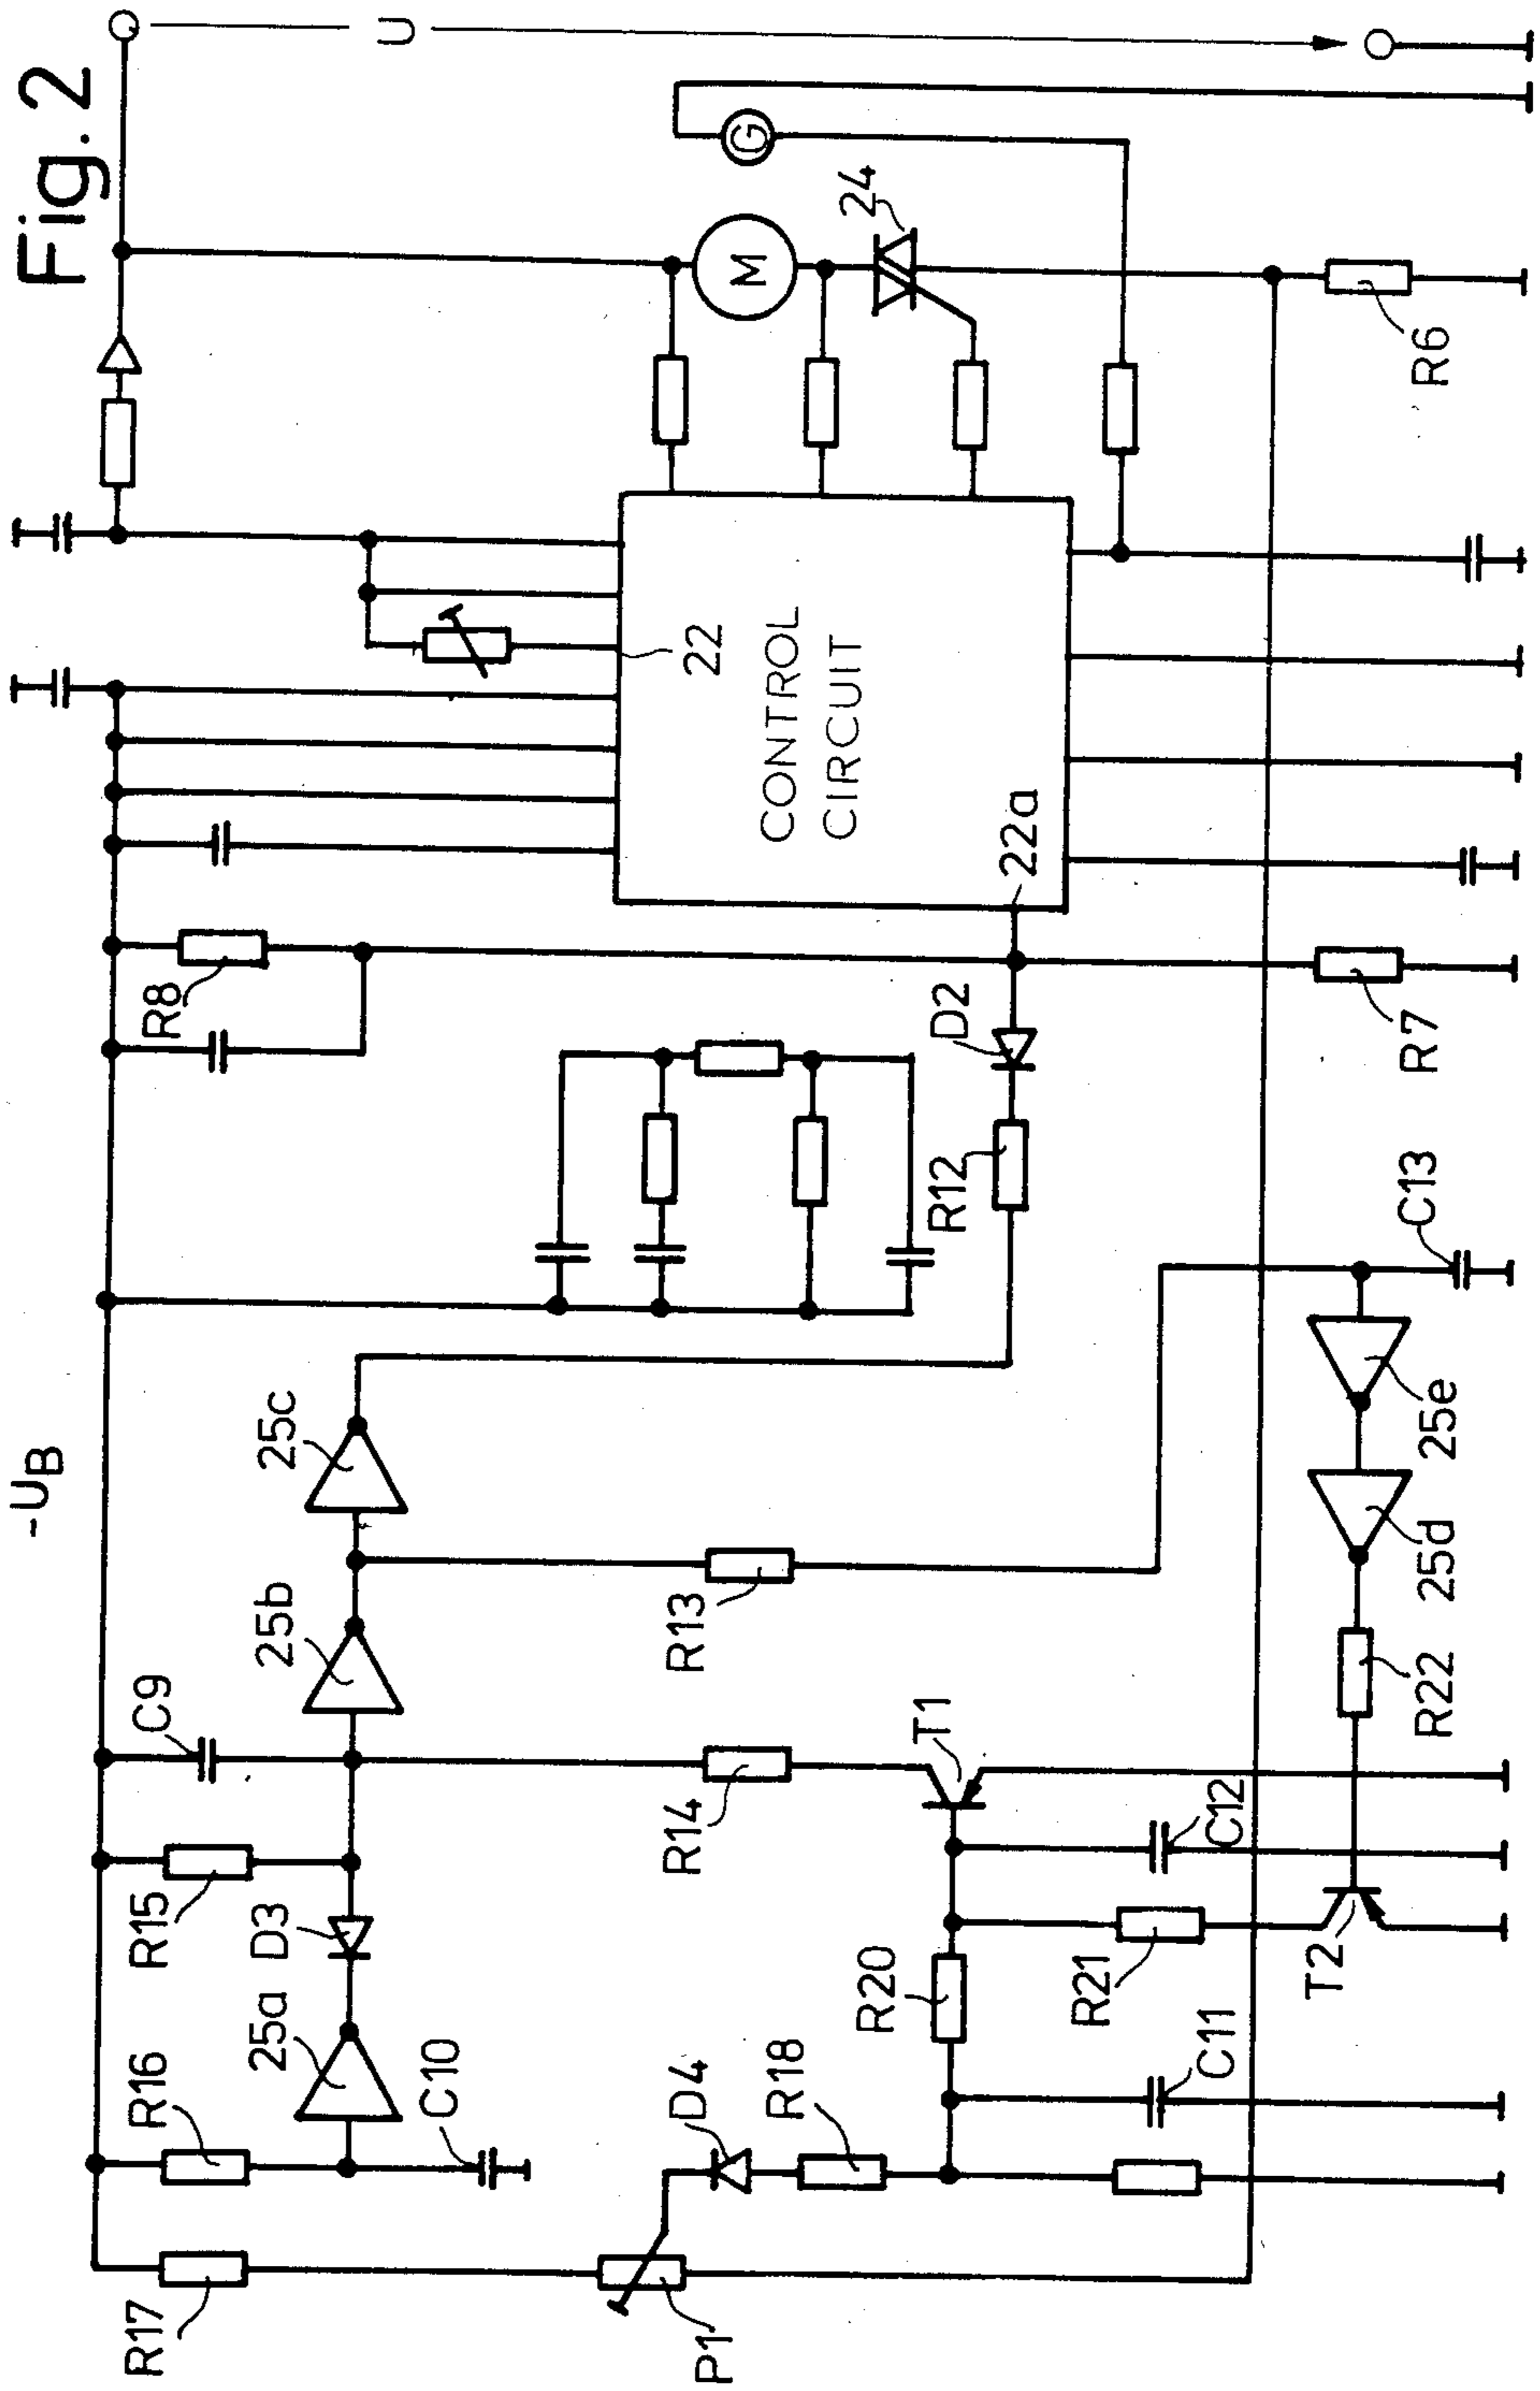 Fig. 2
-UB
U
R17
R16
R15
C9
25a
D3
25b
25c
R8
C10
P1
D4
R18
R14
R13
R20
T1
R12
D2
22
CONTROL
CIRCUIT
22a
M
G
24
C11
R21
C12
T2
R22
25d
25e
C13
R7
R6